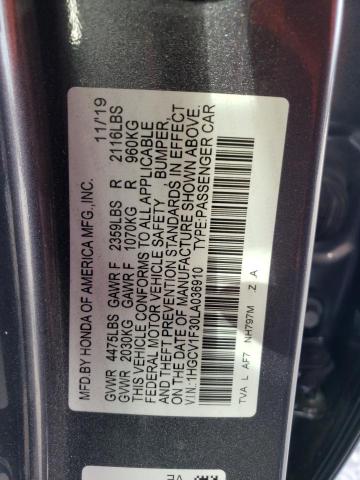 MFD.BY HONDA OF AMERICA MFG.,INC. 11/19
GVWR 4475LBS GAWR F 2359LBS R 2116LBS
GVWR 2030KG GAWR F 1070KG R 960KG
THIS VEHICLE CONFORMS TO ALL APPLICABLE
FEDERAL MOTOR VEHICLE SAFETY, BUMPER,
AND THEFT PREVENTION STANDARDS IN EFFECT
ON THE DATE OF MANUFACTURE SHOWN ABOVE.
V.I.N: 1HGCV1F30LA036910 TYPE:PASSENGER CAR
TVA L AF7 NH797M Z A